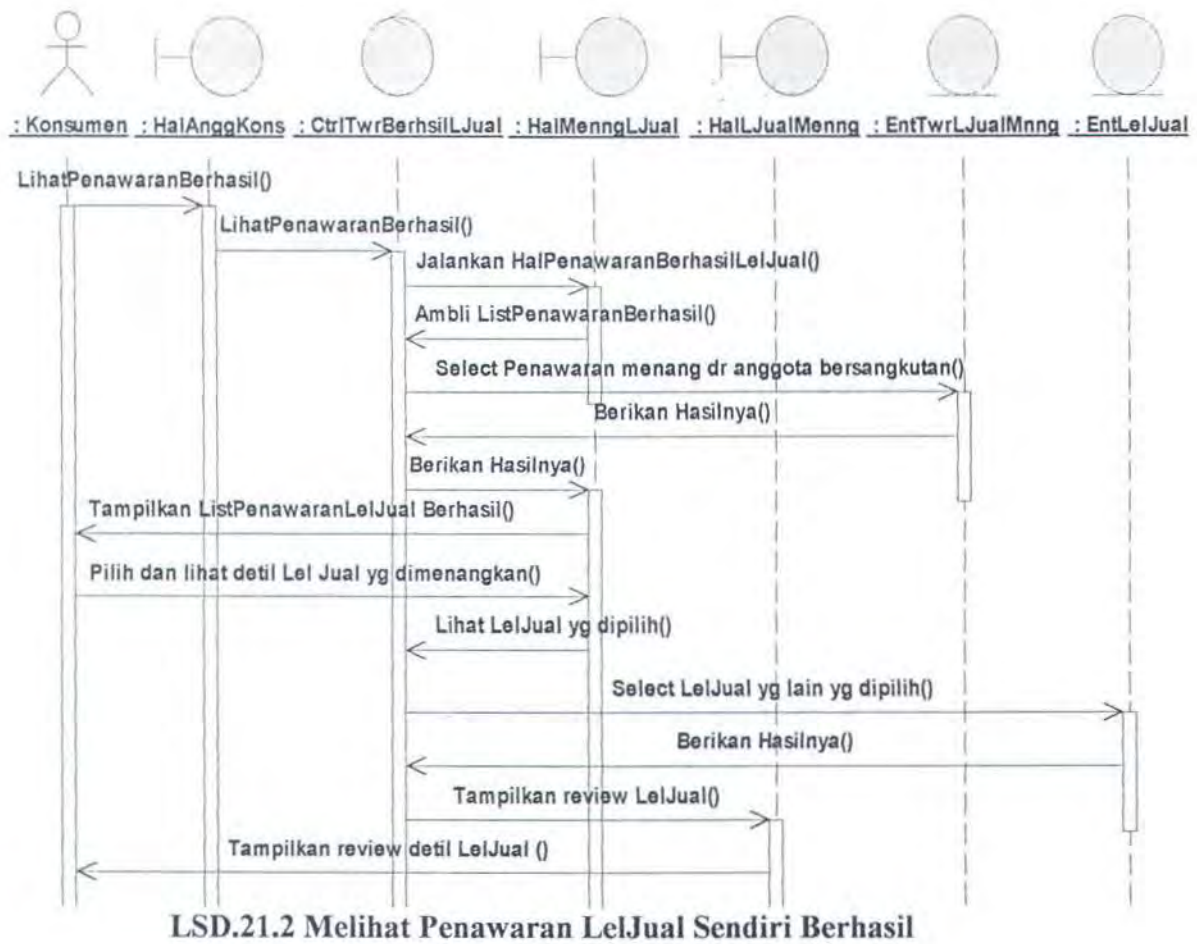 : Konsumen : HalAnggKons : CtrlTwrBerhsilLJual : HalMenngLJual : HalLJualMenng : EntTwrLJualMnng : EntLelJual
LihatPenawaranBerhasil()
LihatPenawaranBerhasil()
Jalankan HalPenawaranBerhasilLelJual()
Ambli ListPenawaranBerhasil()
Select Penawaran menang dr anggota bersangkutan()
Berikan Hasilnya()
Berikan Hasilnya()
Tampilkan ListPenawaranLelJual Berhasil()
Pilih dan lihat detil Lel Jual yg dimenangkan()
Lihat LelJual yg dipilih()
Select LelJual yg lain yg dipilih()
Berikan Hasilnya()
Tampilkan review LelJual()
Tampilkan review detil LelJual ()
LSD.21.2 Melihat Penawaran LelJual Sendiri Berhasil